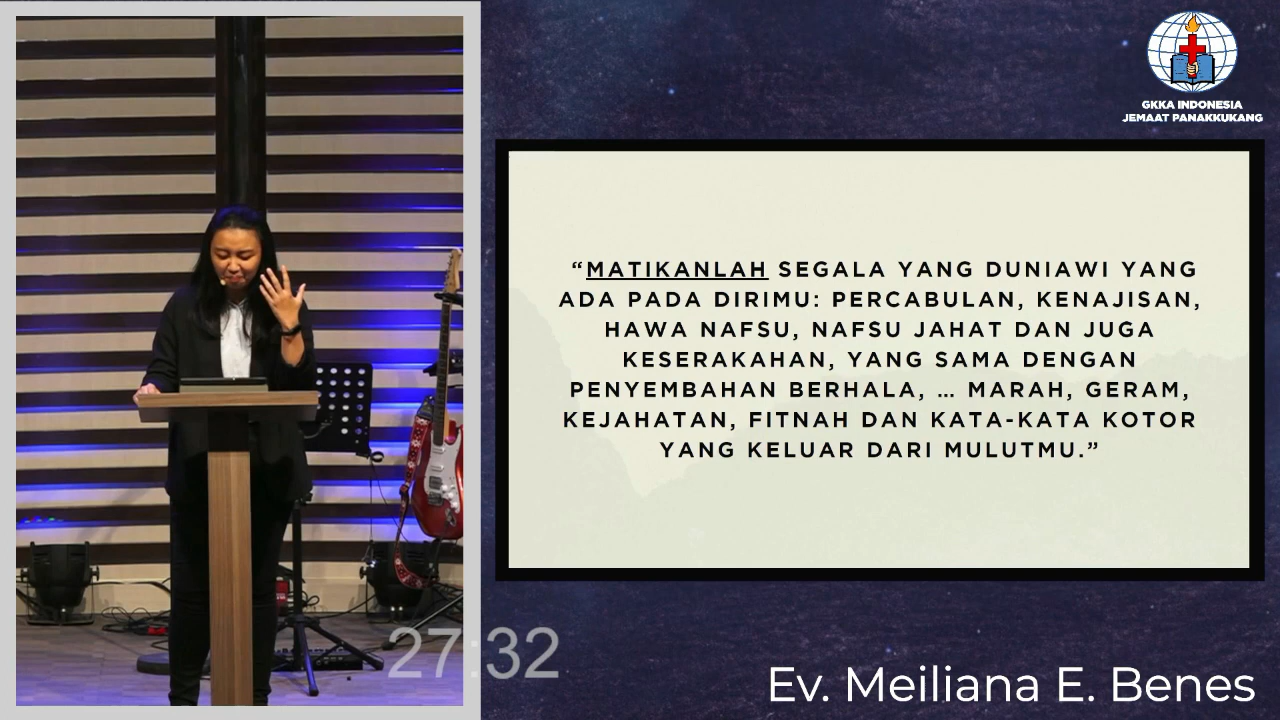 GKKA INDONESIA
JEMAAT PANAKKUKANG
“MATIKANLAH SEGALA YANG DUNIAWI YANG
ADA PADA DIRIMU: PERCABULAN, KENAJISAN,
HAWA NAFSU, NAFSU JAHAT DAN JUGA
KESERAKAHAN, YANG SAMA DENGAN
PENYEMBAHAN BERHALA, ... MARAH, GERAM,
KEJAHATAN, FITNAH DAN KATA-KATA KOTOR
YANG KELUAR DARI MULUTMU.”
27:32
Ev. Meiliana E. Benes